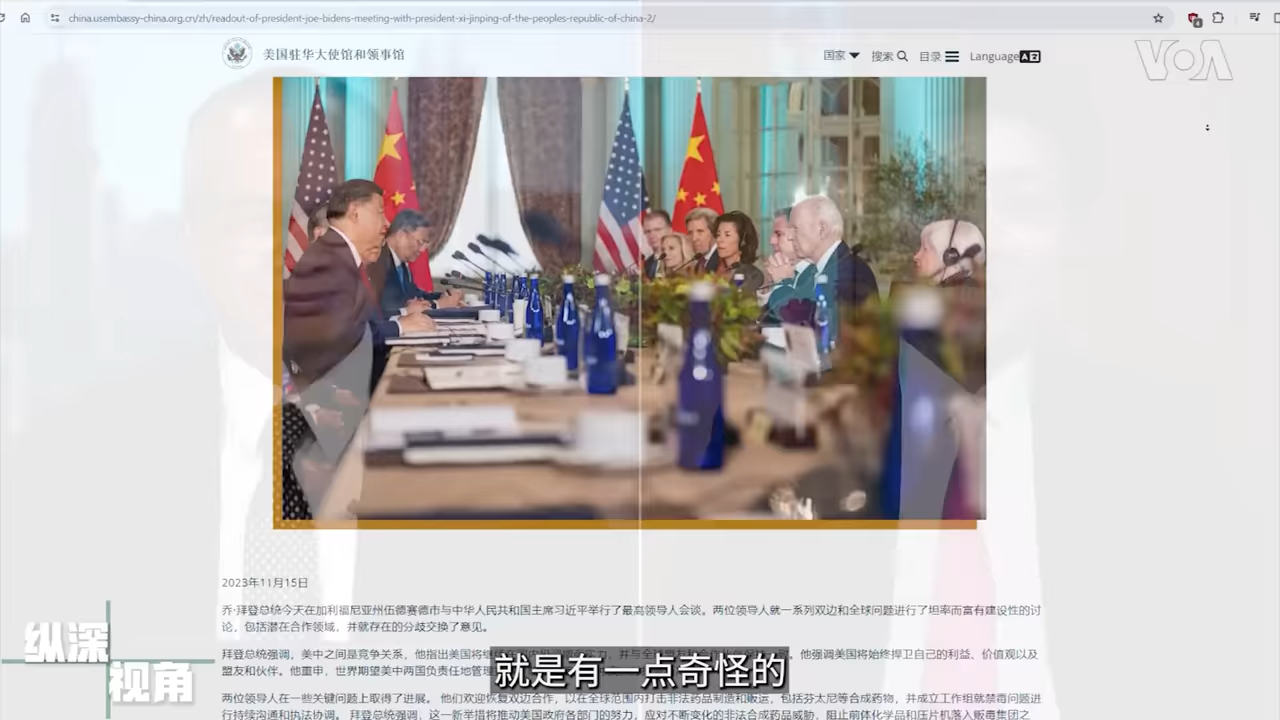 china.usembassy-china.org.cn/zh/readout-of-president-joe-bidens-meeting-with-president-xi-jinping-of-the-peoples-republic-of-china-2/
美国驻华大使馆和领事馆
国家 搜索 目录 Language
VOA
2023年11月15日
乔·拜登总统今天在加利福尼亚州伍德赛德市与中华人民共和国主席习近平举行了最高领导人会谈。两位领导人就一系列双边和全球问题进行了坦率而富有建设性的讨
论，包括潜在合作领域，并就存在的分歧交换了意见。
拜登总统强调，美中之间是竞争关系，他指出美国将继续 他强调美国将始终捍卫自己的利益、价值观以及
盟友和伙伴。他重申，世界期望美中两国负责任地管理
就是有一点奇怪的
两位领导人在一些关键问题上取得了进展。他们欢迎恢复双边合作，以在全球范围内打击非法药品制造和贩运，包括芬太尼等合成药物，并成立工作组就禁毒问题进
行持续沟通和执法协调。拜登总统强调，这一新举措将推动美国政府各部门的努力，应对不断变化的非法合成药品威胁，阻止前体化学品和压片机落入贩毒集团之
纵深
视角